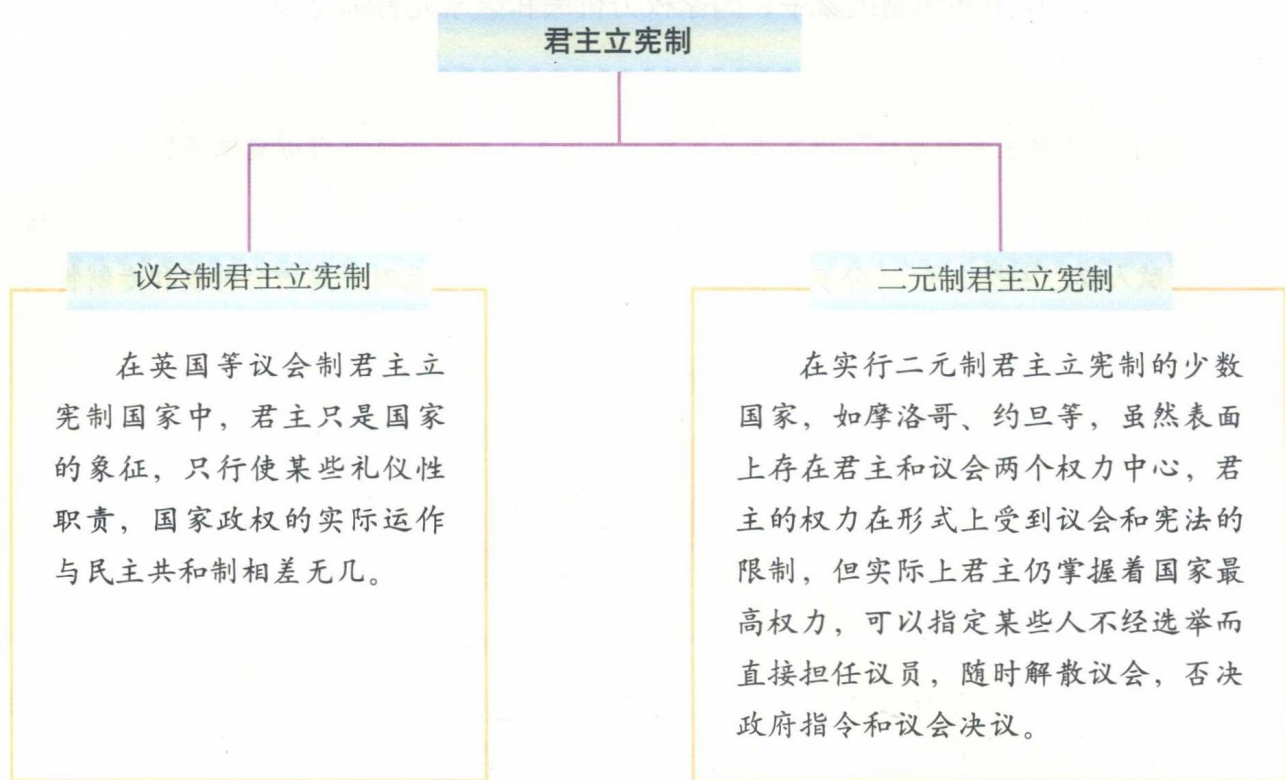 君主立宪制
议会制君主立宪制
在英国等议会制君主立
宪制国家中，君主只是国家
的象征，只行使某些礼仪性
职责，国家政权的实际运作
与民主共和制相差无几。
二元制君主立宪制
在实行二元制君主立宪制的少数
国家，如摩洛哥、约旦等，虽然表面
上存在君主和议会两个权力中心，君
主的权力在形式上受到议会和宪法的
限制，但实际上君主仍掌握着国家最
高权力，可以指定某些人不经选举而
直接担任议员，随时解散议会，否决
政府指令和议会决议。